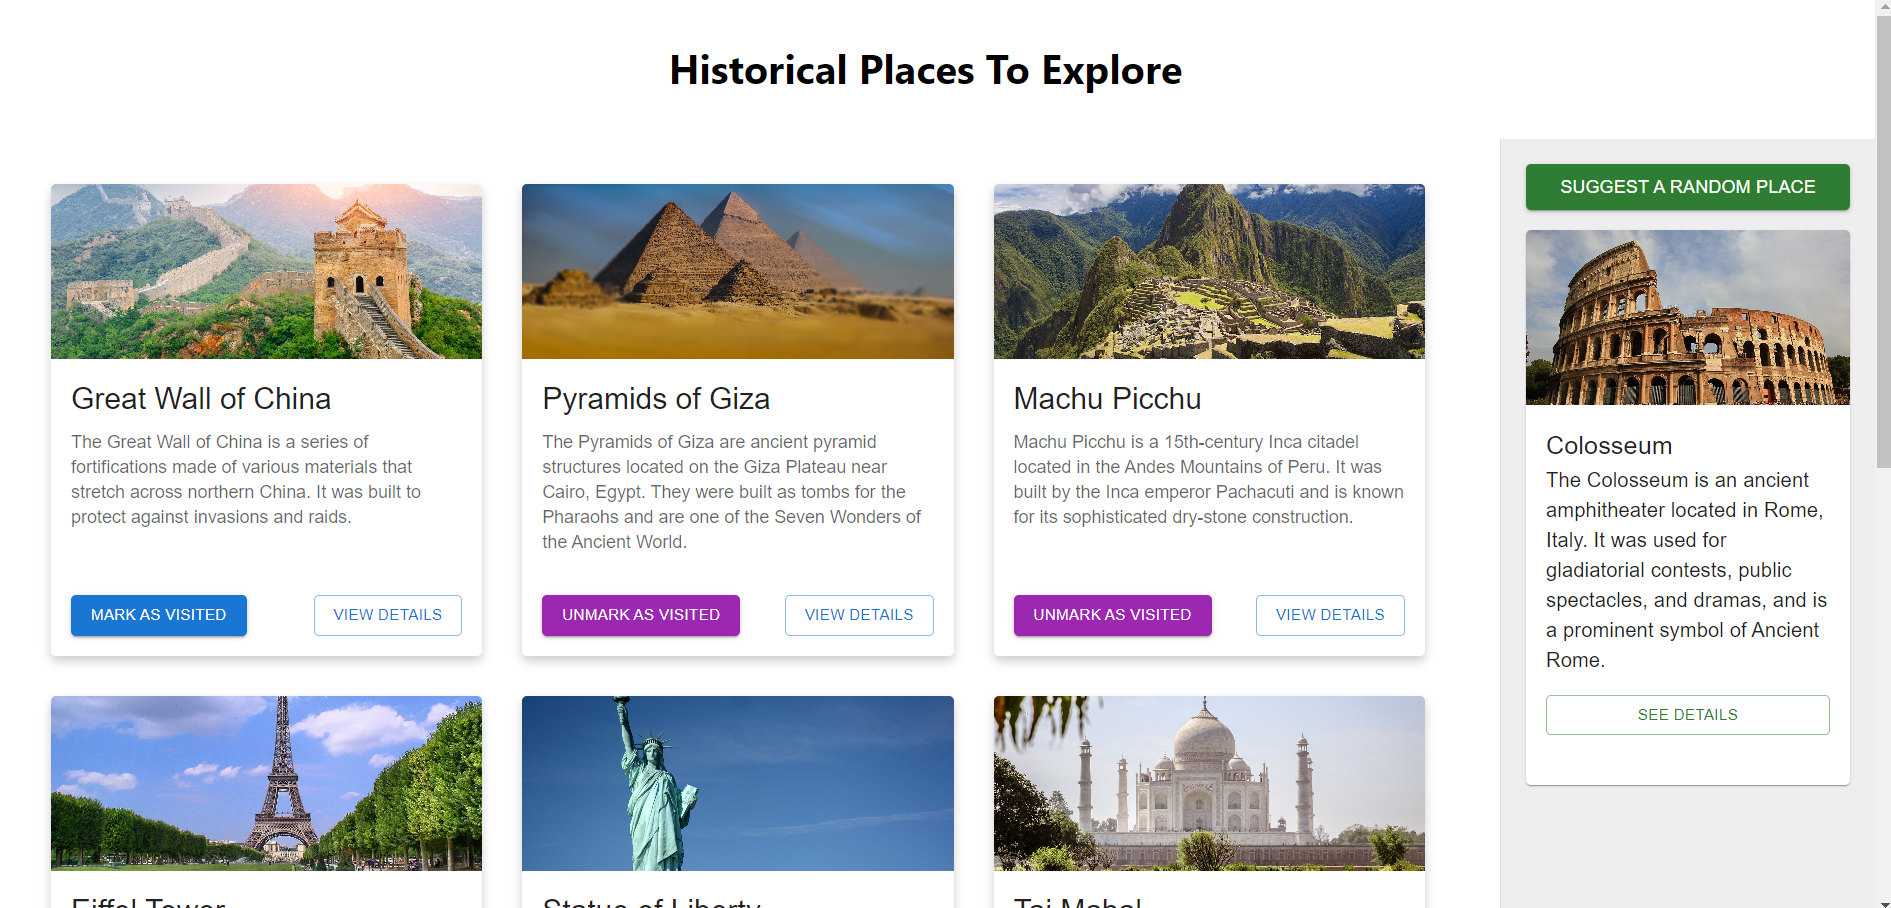 Historical Places To Explore
Great Wall of China
The Great Wall of China is a series of
fortifications made of various materials that
stretch across northern China. It was built to
protect against invasions and raids.
MARK AS VISITED
VIEW DETAILS
Pyramids of Giza
The Pyramids of Giza are ancient pyramid
structures located on the Giza Plateau near
Cairo, Egypt. They were built as tombs for the
Pharaohs and are one of the Seven Wonders of
the Ancient World.
UNMARK AS VISITED
VIEW DETAILS
Machu Picchu
Machu Picchu is a 15th-century Inca citadel
located in the Andes Mountains of Peru. It was
built by the Inca emperor Pachacuti and is known
for its sophisticated dry-stone construction.
UNMARK AS VISITED
VIEW DETAILS
Eiffel Tower
Statue of Liberty
Taj Mahal
SUGGEST A RANDOM PLACE
Colosseum
The Colosseum is an ancient
amphitheater located in Rome,
Italy. It was used for
gladiatorial contests, public
spectacles, and dramas, and is
a prominent symbol of Ancient
Rome.
SEE DETAILS